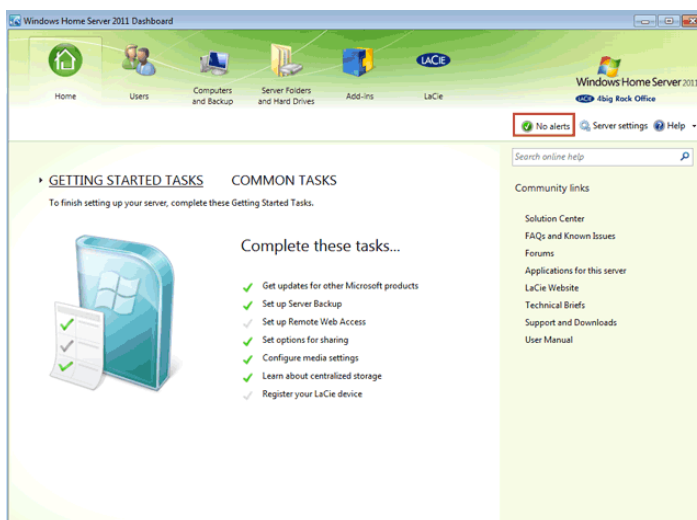 Windows Home Server 2011 Dashboard
Home
Users
Computers
and Backup
Server Folders
and Hard Drives
Add-ins
LACIE
LaCie
Windows Home Server 2011
LACIE 4big Rack Office
No alerts
Server settings
Help
Search online help
GETTING STARTED TASKS
COMMON TASKS
To finish setting up your server, complete these Getting Started Tasks.
Complete these tasks...
Get updates for other Microsoft products
Set up Server Backup
Set up Remote Web Access
Set options for sharing
Configure media settings
Learn about centralized storage
Register your LaCie device
Community links
Solution Center
FAQs and Known Issues
Forums
Applications for this server
LaCie Website
Technical Briefs
Support and Downloads
User Manual